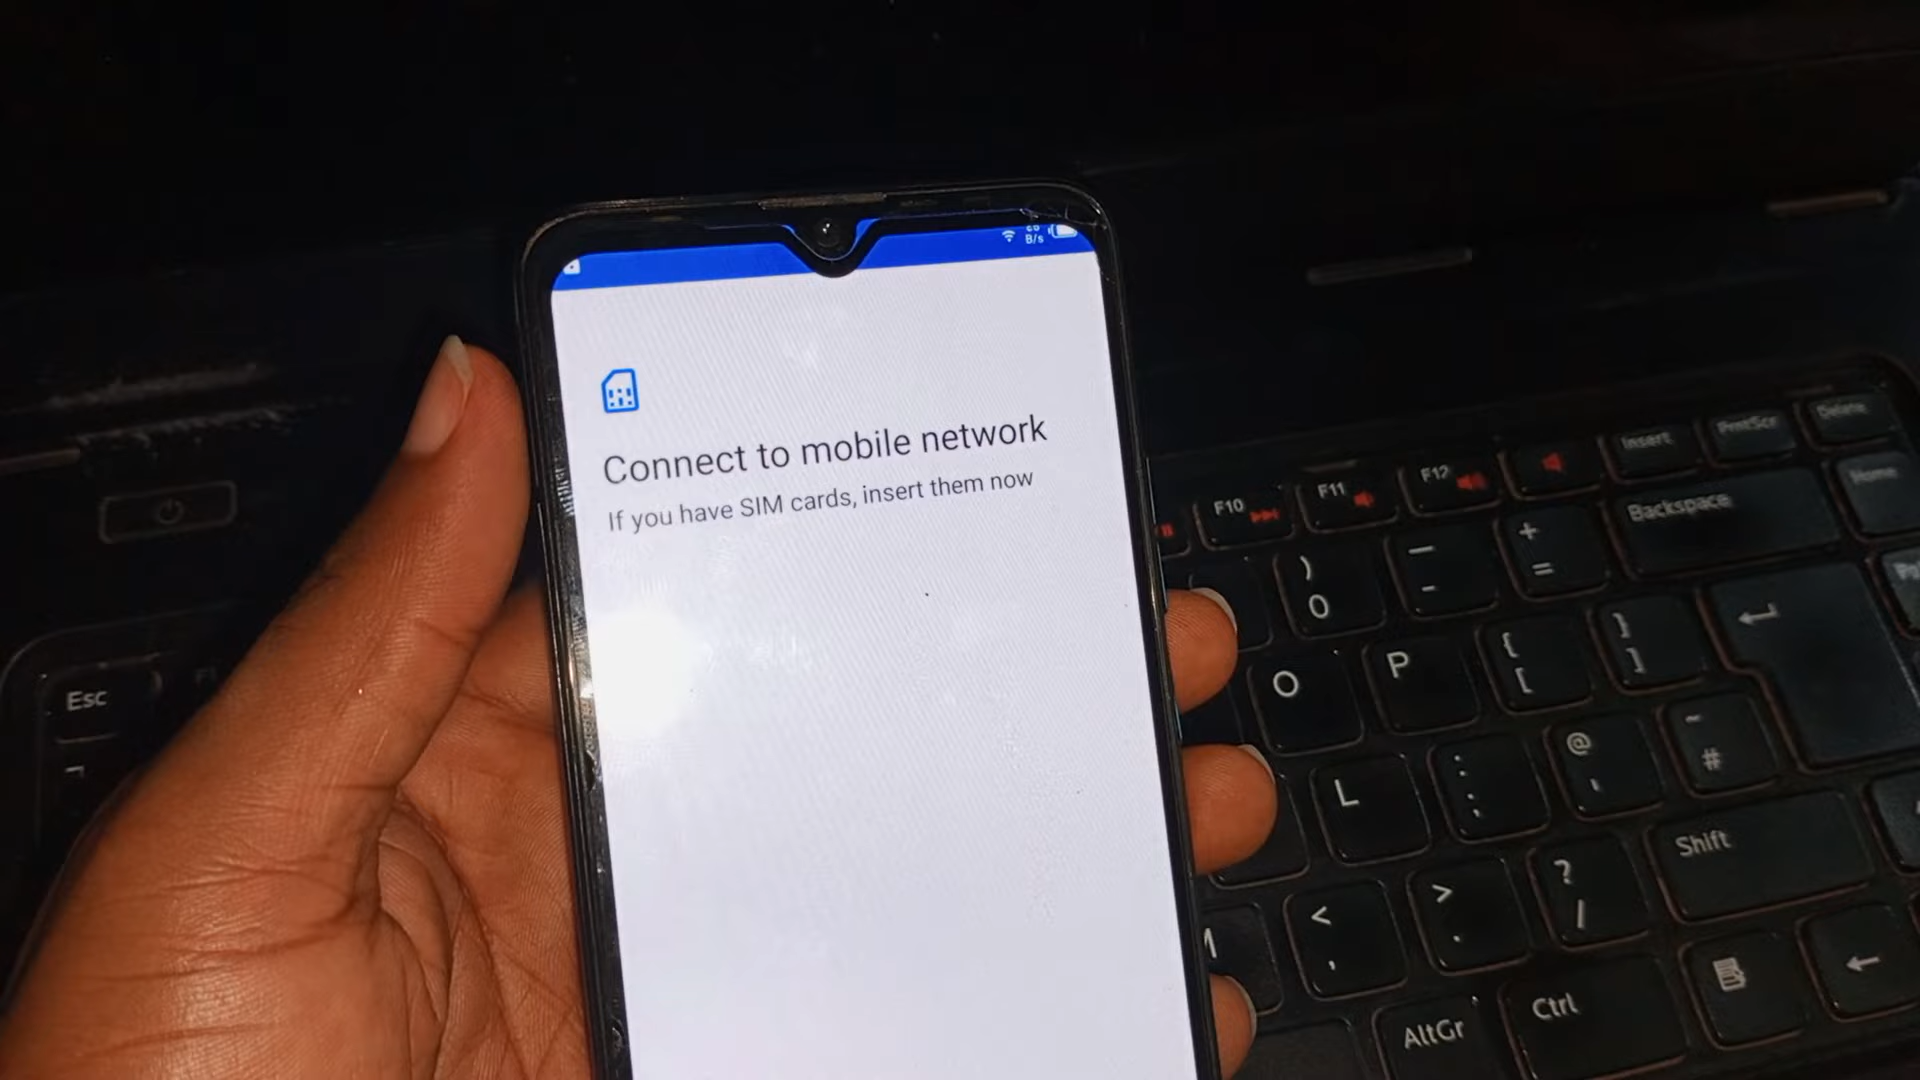 B/s
Connect to mobile network
If you have SIM cards, insert them now
F10
F11
F12
Insert
PrntScr
Delete
Home
Backspace
+
=
—
-
)
0
Esc
¬
O
P
{
[
}
]
L
:
;
@
'
~
#
Shift
<
,
>
.
?
/
AltGr
Ctrl